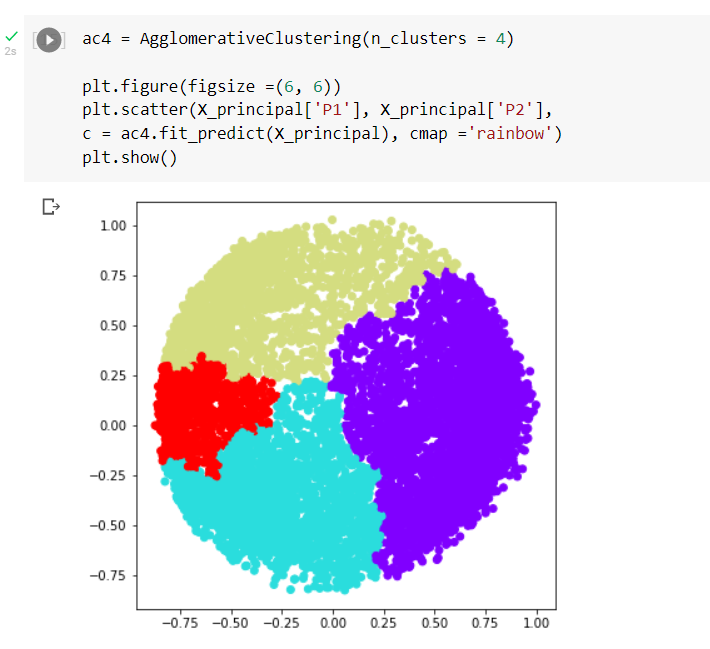 ac4 = AgglomerativeClustering(n_clusters = 4)
2s
plt.figure(figsize =(6, 6))
plt.scatter(X_principal['P1'], X_principal['P2'],
c = ac4.fit_predict(X_principal), cmap ='rainbow')
plt.show()
1.00
0.75
0.50
0.25
0.00
−0.25
−0.50
−0.75
−0.75 −0.50 −0.25 0.00 0.25 0.50 0.75 1.00